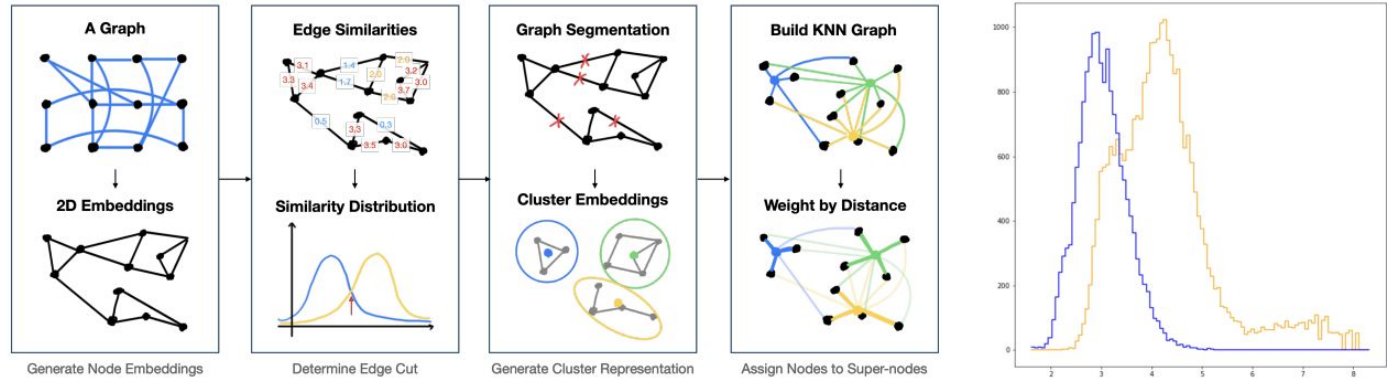 A Graph
2D Embeddings
Generate Node Embeddings
Edge Similarities
3.1
1.4
2.0
3.3
3.4
1.7
2.0
3.2
3.0
3.7
2.0
0.5
3.3
0.3
3.5
3.0
Similarity Distribution
Determine Edge Cut
Graph Segmentation
Cluster Embeddings
Generate Cluster Representation
Build KNN Graph
Weight by Distance
Assign Nodes to Super-nodes
1000
800
600
400
200
0
2
3
4
5
6
7
8